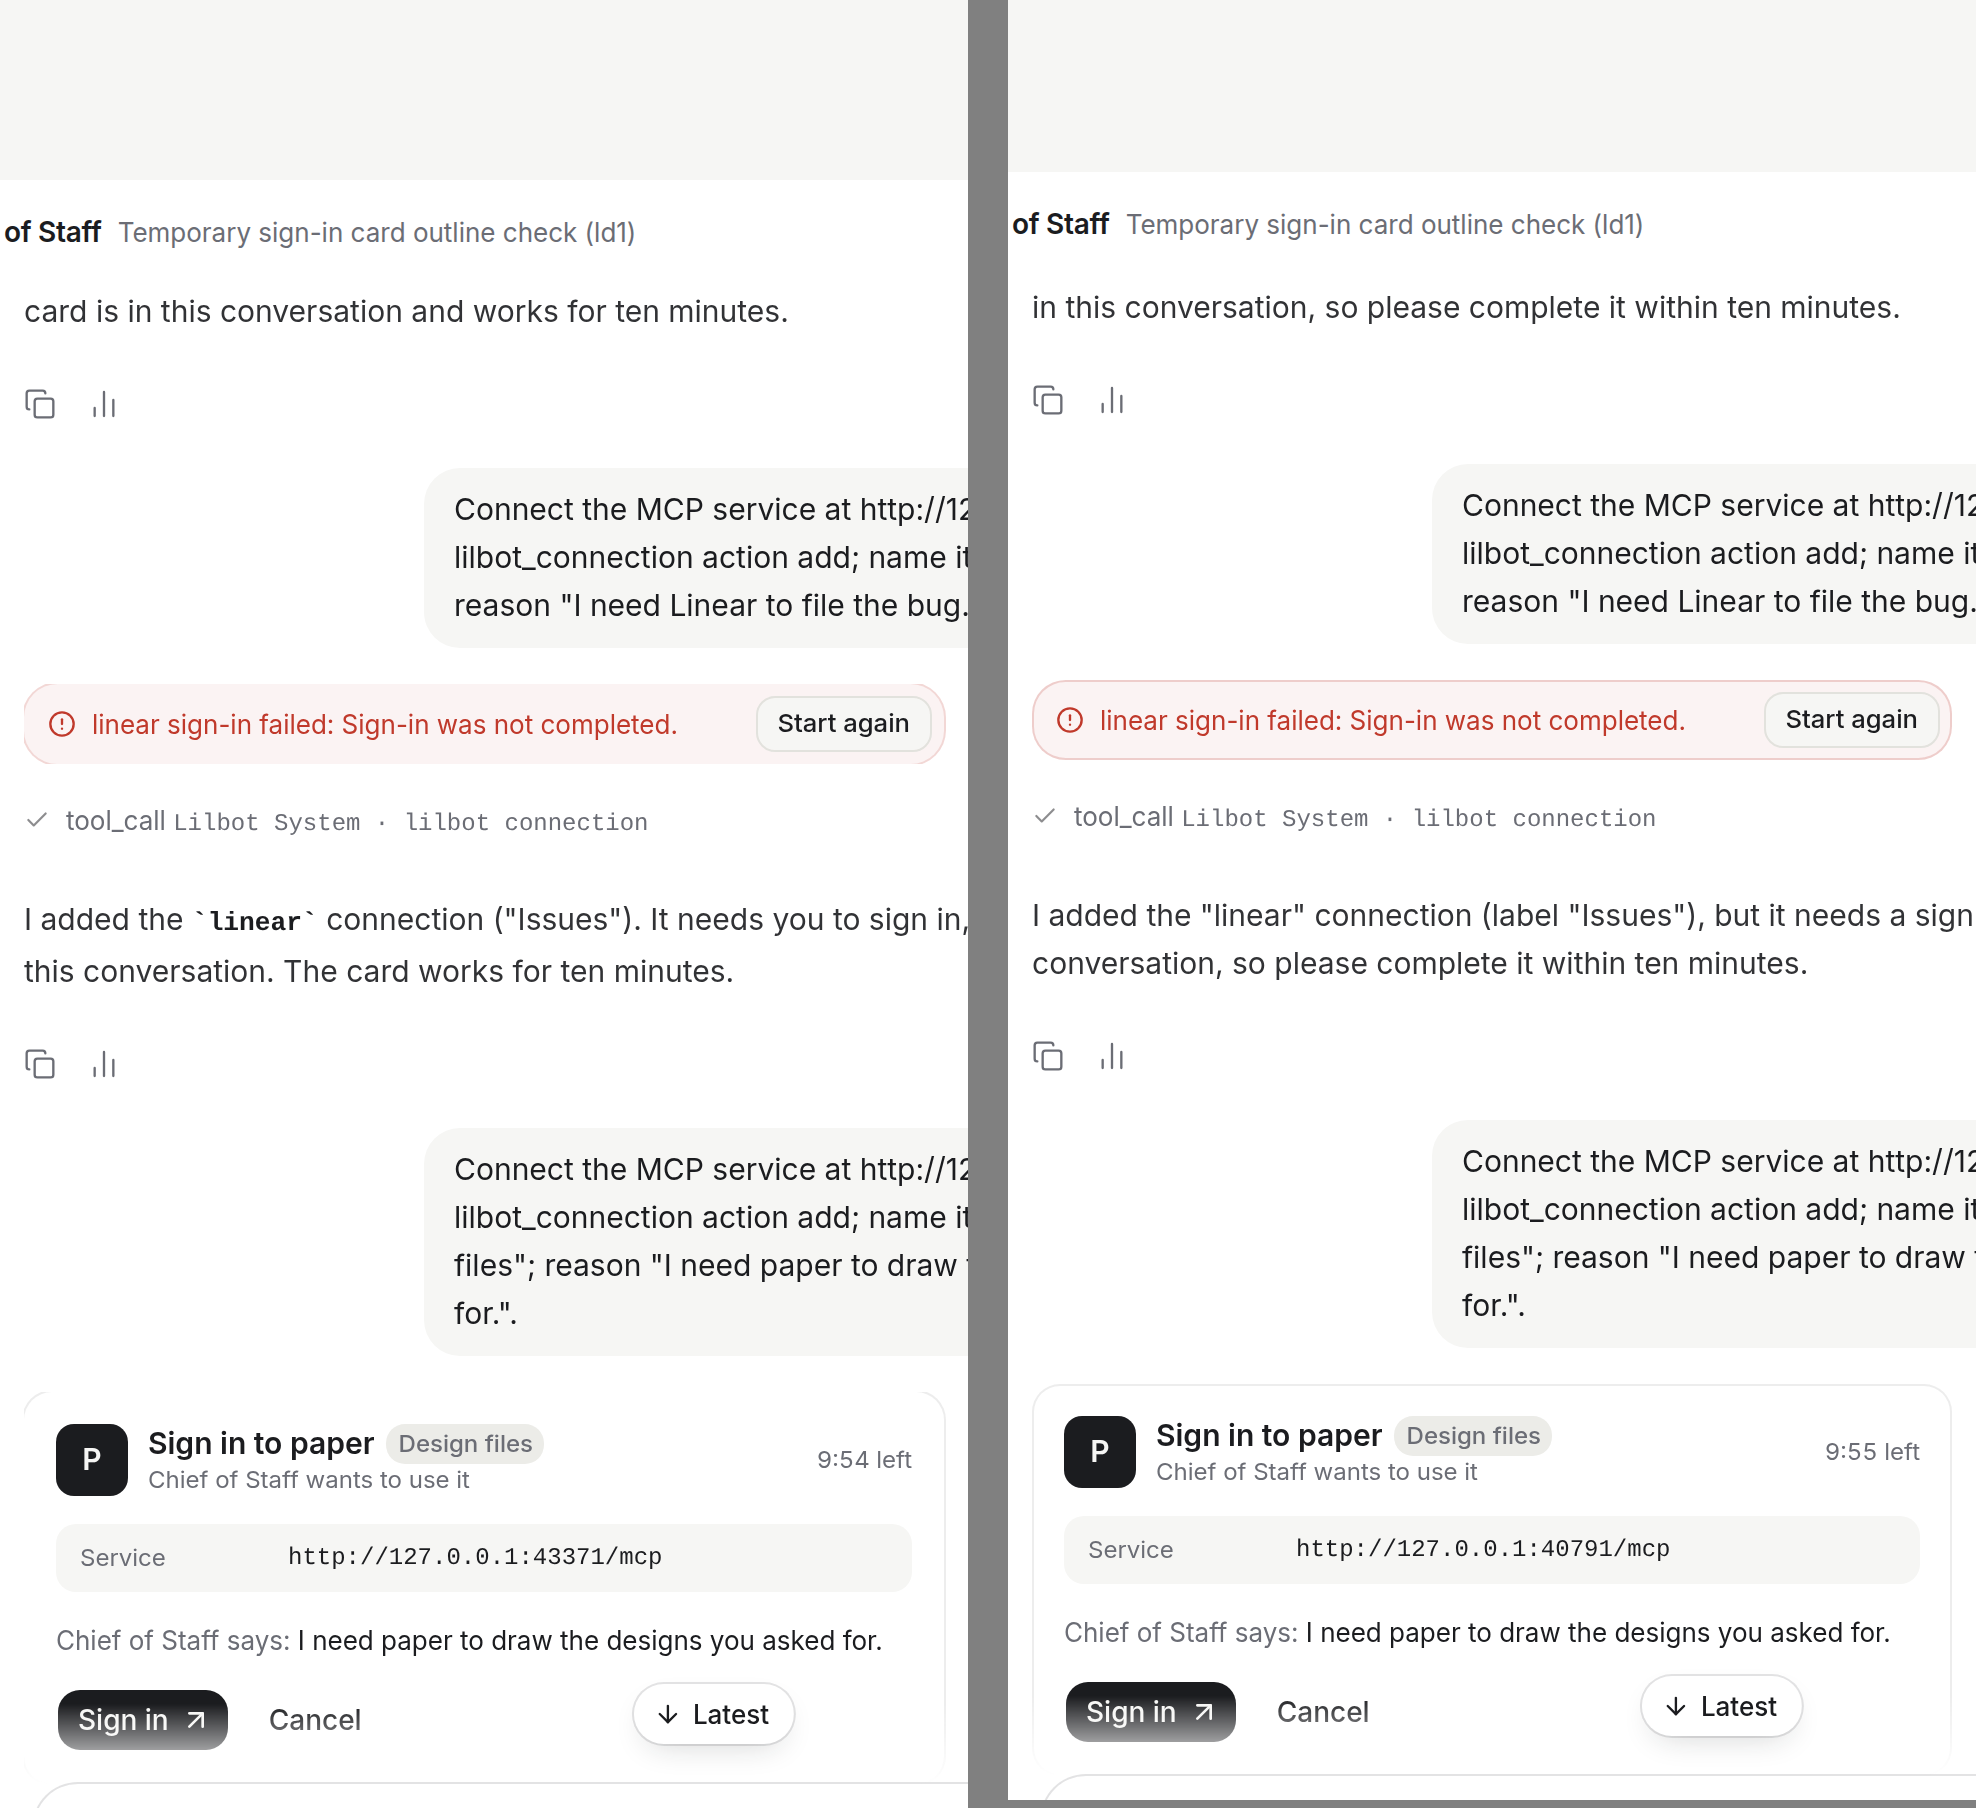 of Staff Temporary sign-in card outline check (ld1)
card is in this conversation and works for ten minutes.
Connect the MCP service at http://12
lilbot_connection action add; name it
reason "I need Linear to file the bug.
linear sign-in failed: Sign-in was not completed.
Start again
tool_call Lilbot System · lilbot connection
I added the `linear` connection ("Issues"). It needs you to sign in,
this conversation. The card works for ten minutes.
Connect the MCP service at http://12
lilbot_connection action add; name it
files"; reason "I need paper to draw
for.".
P
Sign in to paper Design files
Chief of Staff wants to use it
9:54 left
Service http://127.0.0.1:43371/mcp
Chief of Staff says: I need paper to draw the designs you asked for.
Sign in Cancel
Latest
of Staff Temporary sign-in card outline check (ld1)
in this conversation, so please complete it within ten minutes.
Connect the MCP service at http://12
lilbot_connection action add; name it
reason "I need Linear to file the bug.
linear sign-in failed: Sign-in was not completed.
Start again
tool_call Lilbot System · lilbot connection
I added the "linear" connection (label "Issues"), but it needs a sign
conversation, so please complete it within ten minutes.
Connect the MCP service at http://12
lilbot_connection action add; name it
files"; reason "I need paper to draw
for.".
P
Sign in to paper Design files
Chief of Staff wants to use it
9:55 left
Service http://127.0.0.1:40791/mcp
Chief of Staff says: I need paper to draw the designs you asked for.
Sign in Cancel
Latest